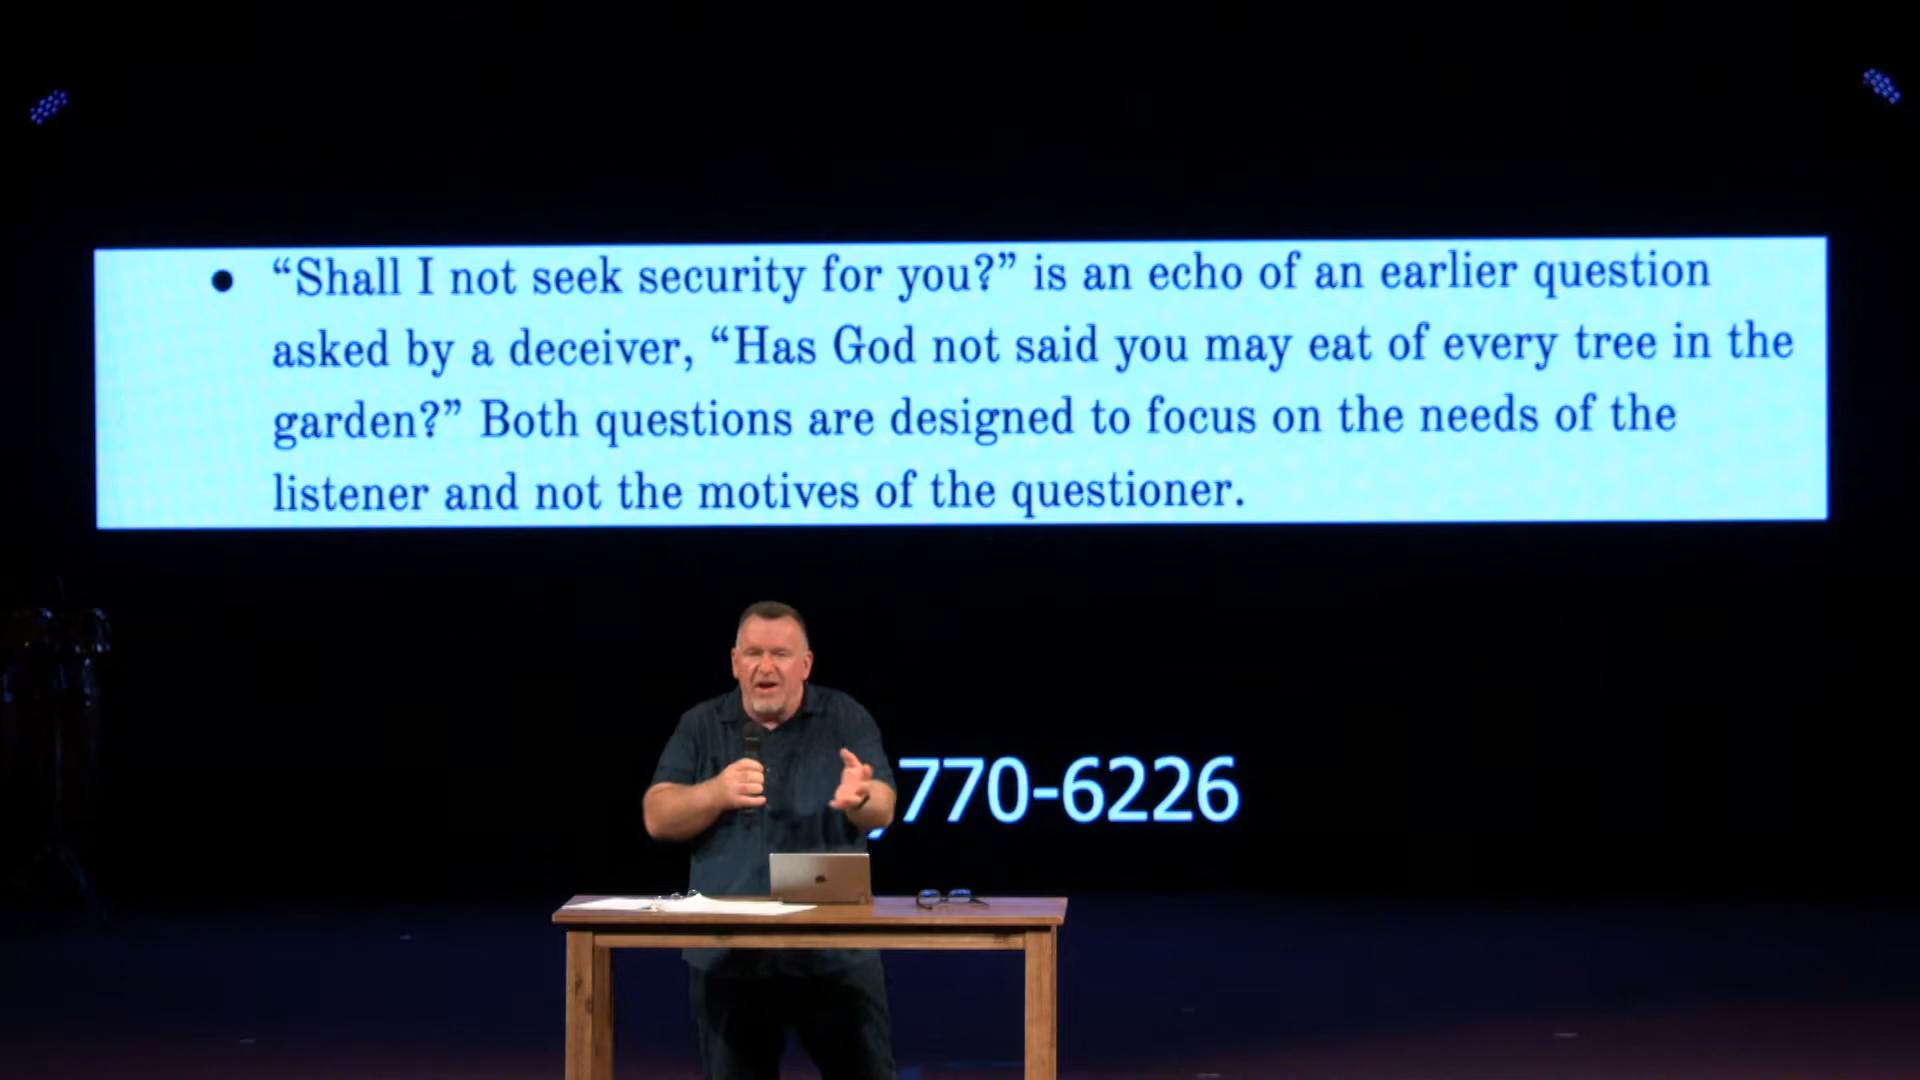 • “Shall I not seek security for you?” is an echo of an earlier question
asked by a deceiver, “Has God not said you may eat of every tree in the
garden?” Both questions are designed to focus on the needs of the
listener and not the motives of the questioner.
770-6226